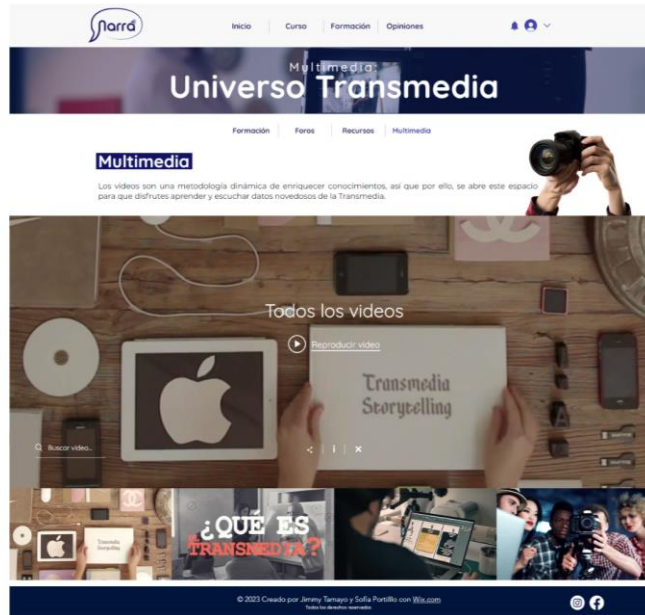 narra
Inicio
Curso
Formación
Opiniones
Multimedia:
Universo Transmedia
Formación
Foros
Recursos
Multimedia
Multimedia
Los videos son una metodología dinámica de enriquecer conocimientos, así que por ello, se abre este espacio
para que disfrutes aprender y escuchar datos novedosos de la Transmedia.
Todos los videos
Reproducir video
Transmedia
Storytelling
Buscar video...
Transmedia
Storytelling
¿QUÉ ES
TRANSMEDIA?
© 2023 Creado por Jimmy Tamayo y Sofía Portillo con Wix.com
Todos los derechos reservados